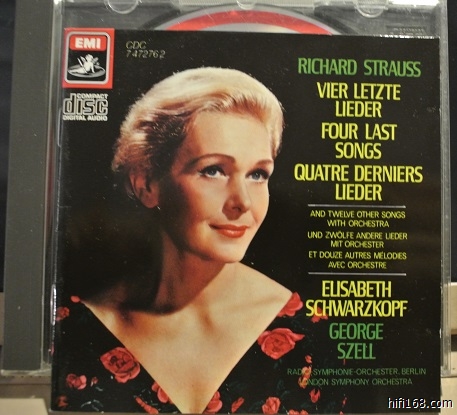 EMI
CDC
7 47276 2
COMPACT
disc
DIGITAL AUDIO
RICHARD STRAUSS
VIER LETZTE
LIEDER
FOUR LAST
SONGS
QUATRE DERNIERS
LIEDER
AND TWELVE OTHER SONGS
WITH ORCHESTRA
UND ZWÖLFE ANDERE LIEDER
MIT ORCHESTER
ET DOUZE AUTRES MÉLODIES
AVEC ORCHESTRE
ELISABETH
SCHWARZKOPF
GEORGE
SZELL
RADIO SYMPHONIE-ORCHESTER, BERLIN
LONDON SYMPHONY ORCHESTRA
hifi168.com